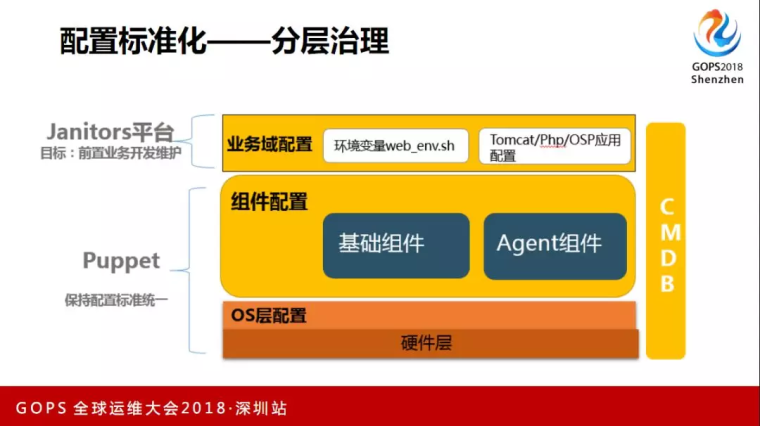 配置标准化——分层治理
GOPS2018
Shenzhen
Janitors平台
目标：前置业务开发维护
业务域配置
环境变量web_env.sh
Tomcat/Php/OSP应用
配置
组件配置
基础组件
Agent组件
Puppet
保持配置标准统一
OS层配置
硬件层
C
M
D
B
GOPS 全球运维大会2018·深圳站